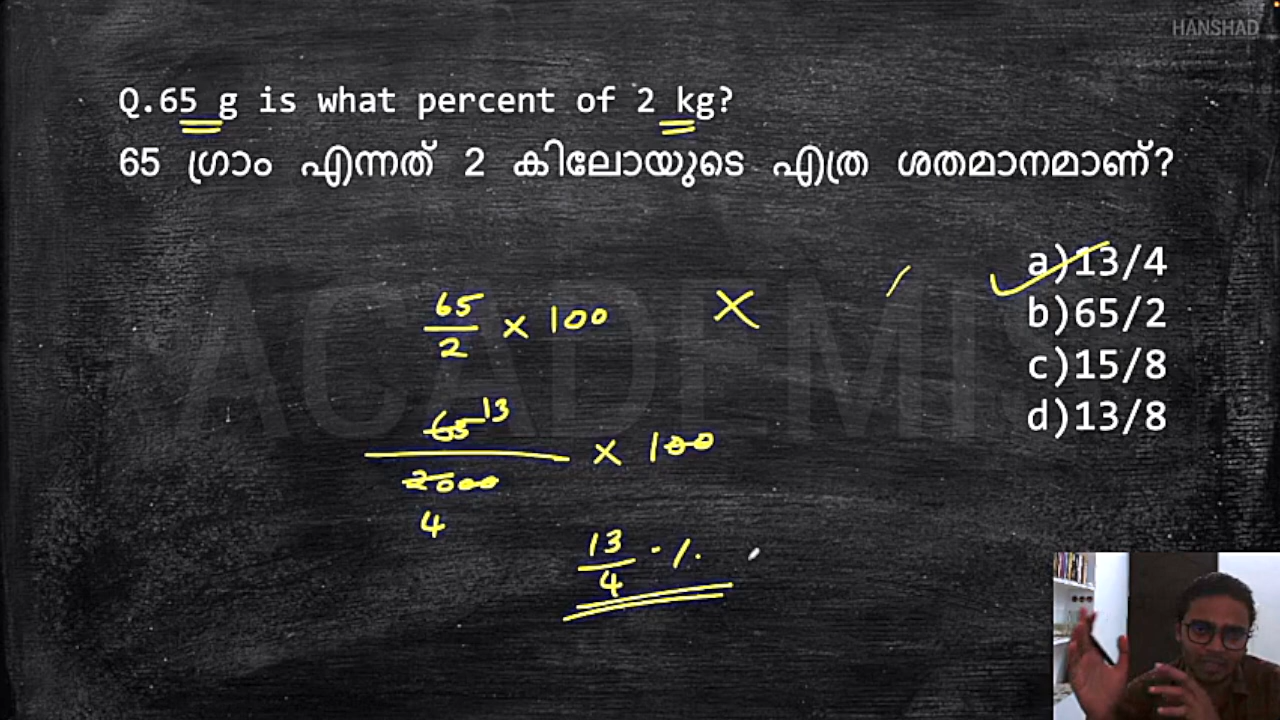 HANSHAD
Q.65 g is what percent of 2 kg?
65 ഗ്രാം എന്നത് 2 കിലോയുടെ എത്ര ശതമാനമാണ്?
a)13/4
b)65/2
c)15/8
d)13/8
65/2 × 100 ×
65 13
2000 × 100
4
13/4 %
ACADEMIS